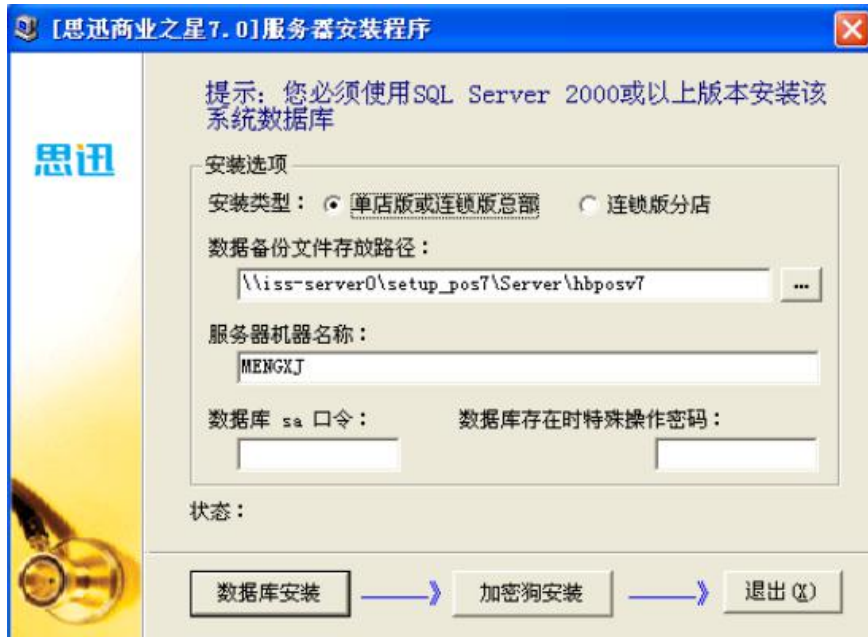 [思迅商业之星7.0]服务器安装程序
提示：您必须使用SQL Server 2000或以上版本安装该
系统数据库
思迅
安装选项
安装类型： 单店版或连锁版总部 连锁版分店
数据备份文件存放路径：
\\iss-server0\setup_pos7\Server\hbposv7
...
服务器机器名称：
MENGXJ
数据库 sa 口令： 数据库存在时特殊操作密码：
状态：
数据库安装 加密狗安装 退出(X)